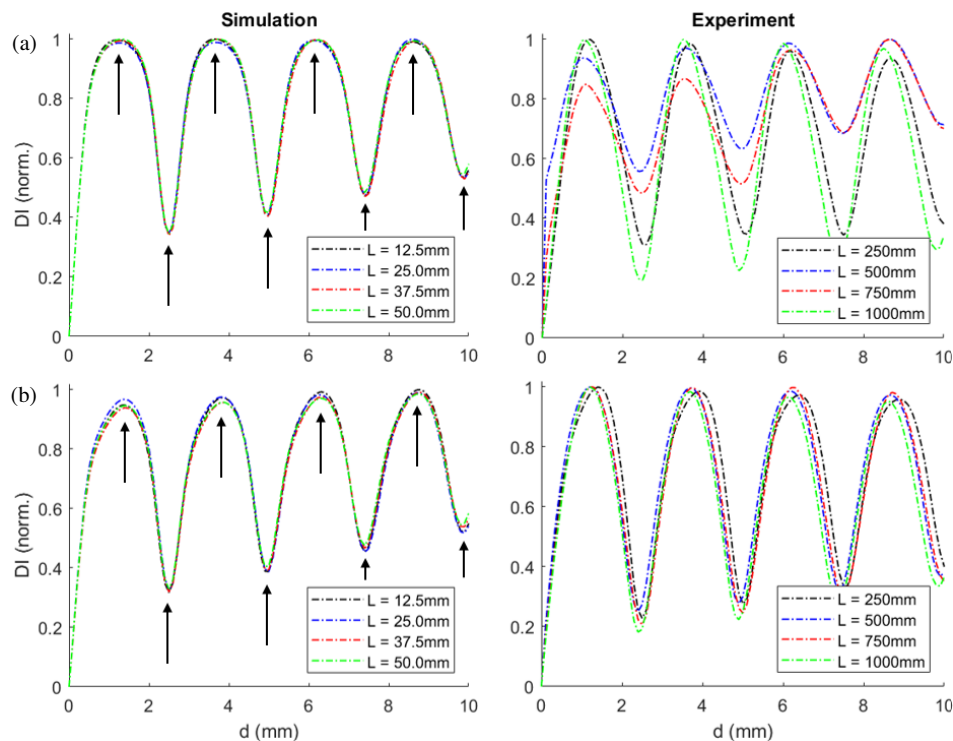 Simulation
Experiment
(a)
1
0.8
0.6
0.4
0.2
0
DI (norm.)
0 2 4 6 8 10
L = 12.5mm
L = 25.0mm
L = 37.5mm
L = 50.0mm
1
0.8
0.6
0.4
0.2
0
0 2 4 6 8 10
L = 250mm
L = 500mm
L = 750mm
L = 1000mm
(b)
1
0.8
0.6
0.4
0.2
0
DI (norm.)
0 2 4 6 8 10
d (mm)
L = 12.5mm
L = 25.0mm
L = 37.5mm
L = 50.0mm
1
0.8
0.6
0.4
0.2
0
0 2 4 6 8 10
d (mm)
L = 250mm
L = 500mm
L = 750mm
L = 1000mm